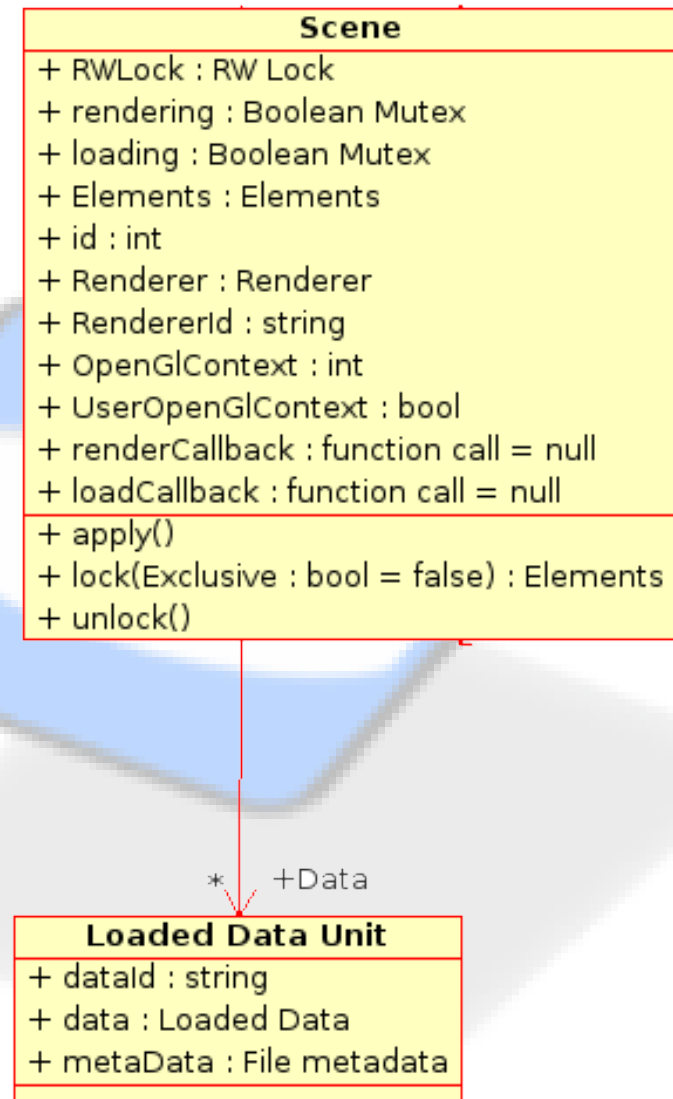 Scene
+ RWLock : RW Lock
+ rendering : Boolean Mutex
+ loading : Boolean Mutex
+ Elements : Elements
+ id : int
+ Renderer : Renderer
+ RendererId : string
+ OpenGlContext : int
+ UserOpenGlContext : bool
+ renderCallback : function call = null
+ loadCallback : function call = null
+ apply()
+ lock(Exclusive : bool = false) : Elements
+ unlock()
* +Data
Loaded Data Unit
+ dataId : string
+ data : Loaded Data
+ metaData : File metadata